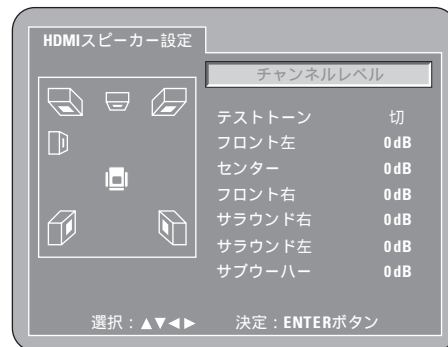 HDMIスピーカー設定
チャンネルレベル
テストトーン 切
フロント左 0dB
センター 0dB
フロント右 0dB
サラウンド右 0dB
サラウンド左 0dB
サブウーハー 0dB
選択：▲▼◀▶ 決定：ENTERボタン